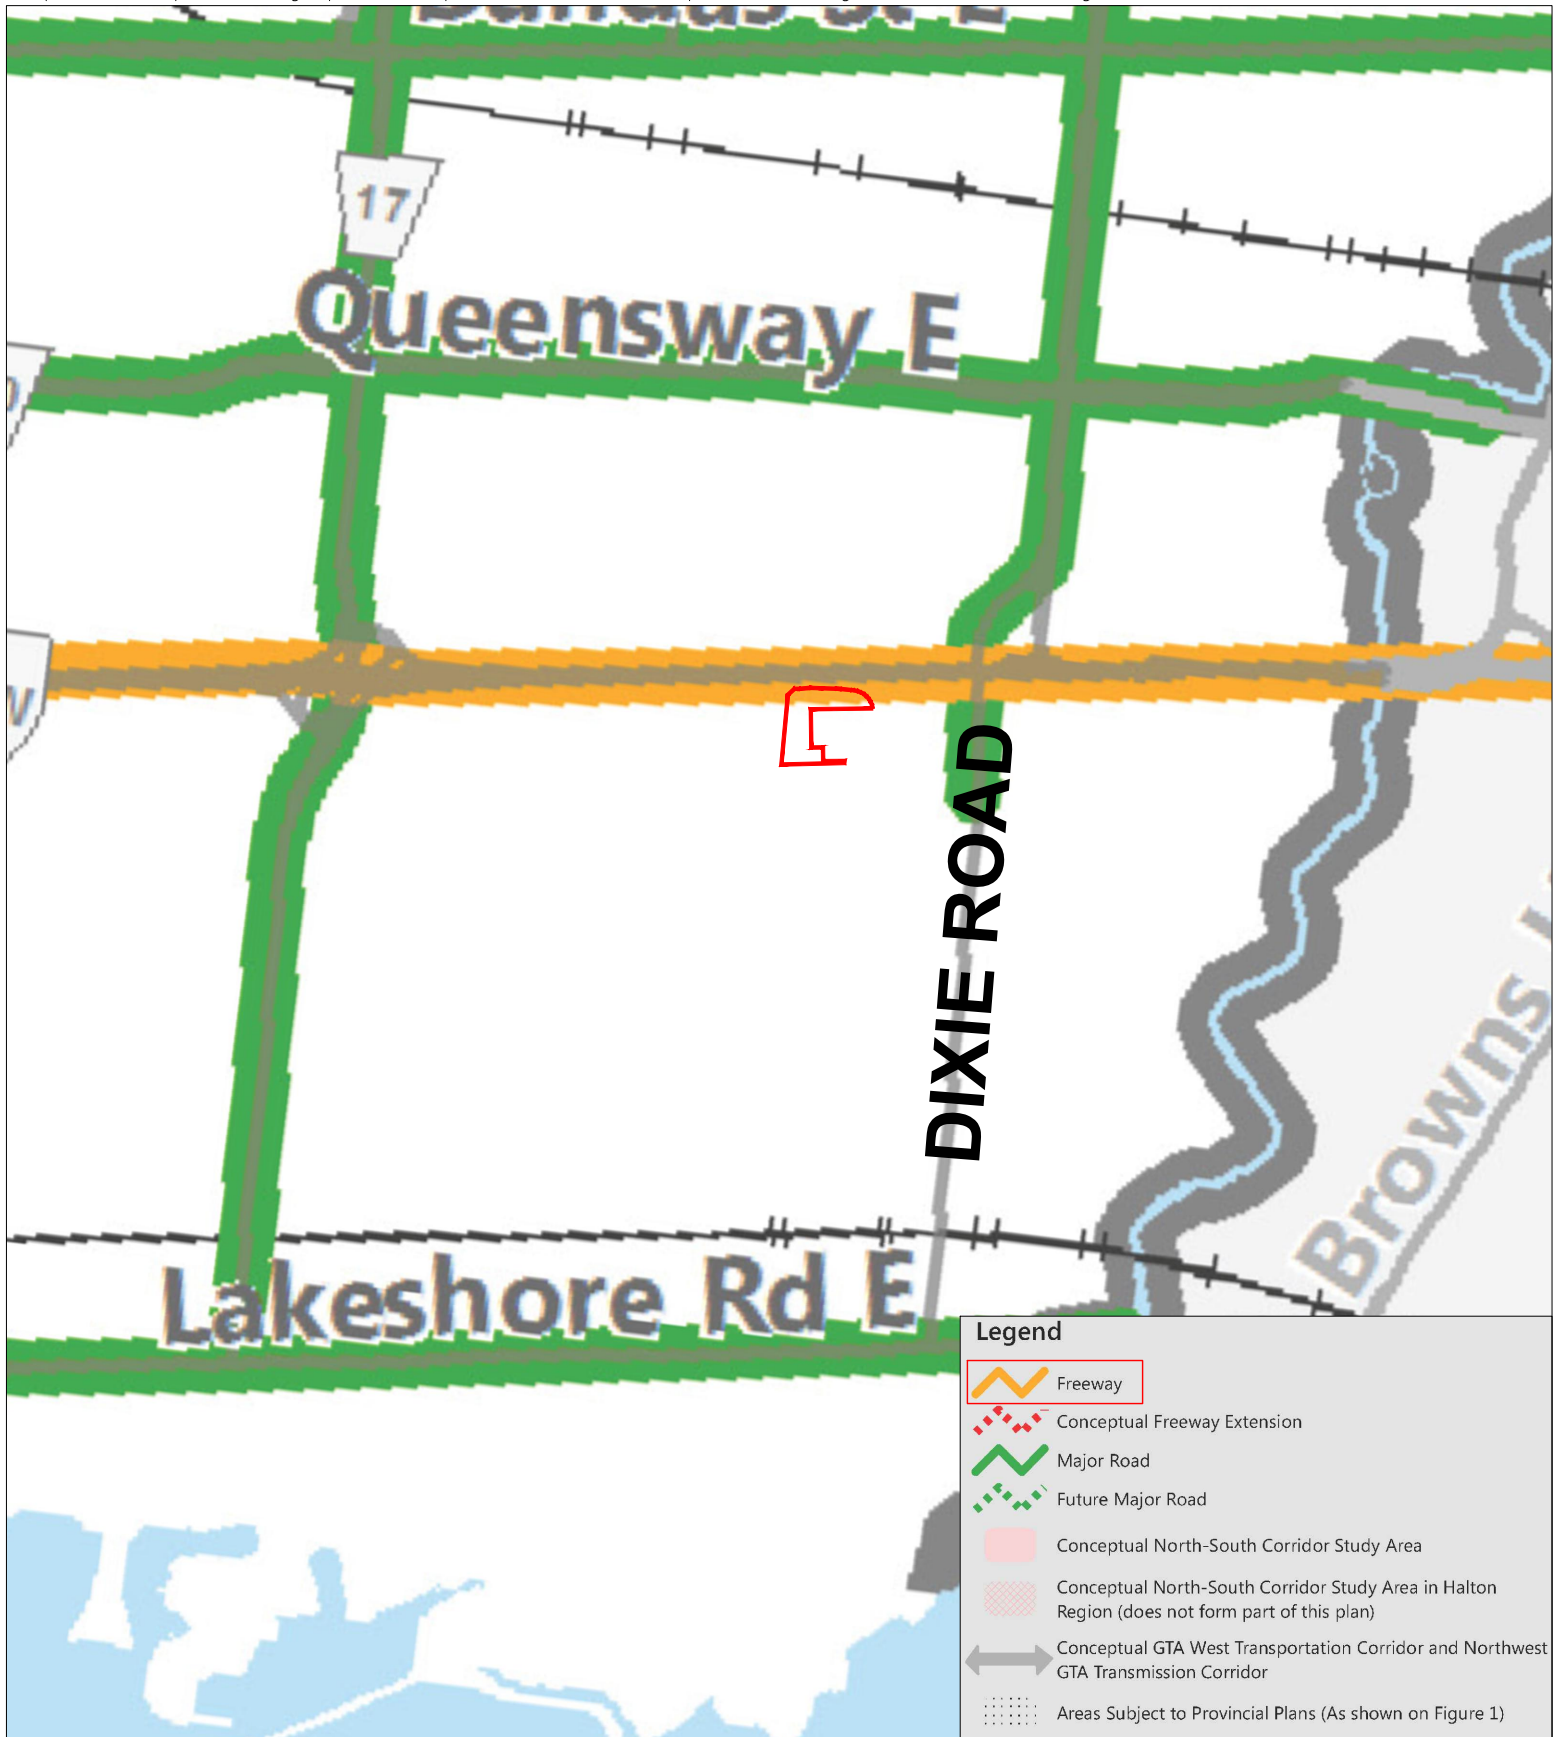 Dundas St E
17
Queensway E
DIXIE ROAD
Browns
Lakeshore Rd E
Legend
Freeway
Conceptual Freeway Extension
Major Road
Future Major Road
Conceptual North-South Corridor Study Area
Conceptual North-South Corridor Study Area in Halton
Region (does not form part of this plan)
Conceptual GTA West Transportation Corridor and Northwest
GTA Transmission Corridor
Areas Subject to Provincial Plans (As shown on Figure 1)